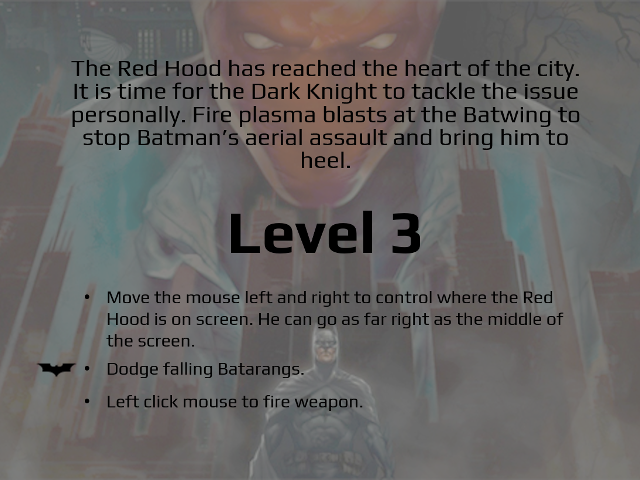 The Red Hood has reached the heart of the city.
It is time for the Dark Knight to tackle the issue
personally. Fire plasma blasts at the Batwing to
stop Batman’s aerial assault and bring him to
heel.
Level 3
• Move the mouse left and right to control where the Red
Hood is on screen. He can go as far right as the middle of
the screen.
• Dodge falling Batarangs.
• Left click mouse to fire weapon.